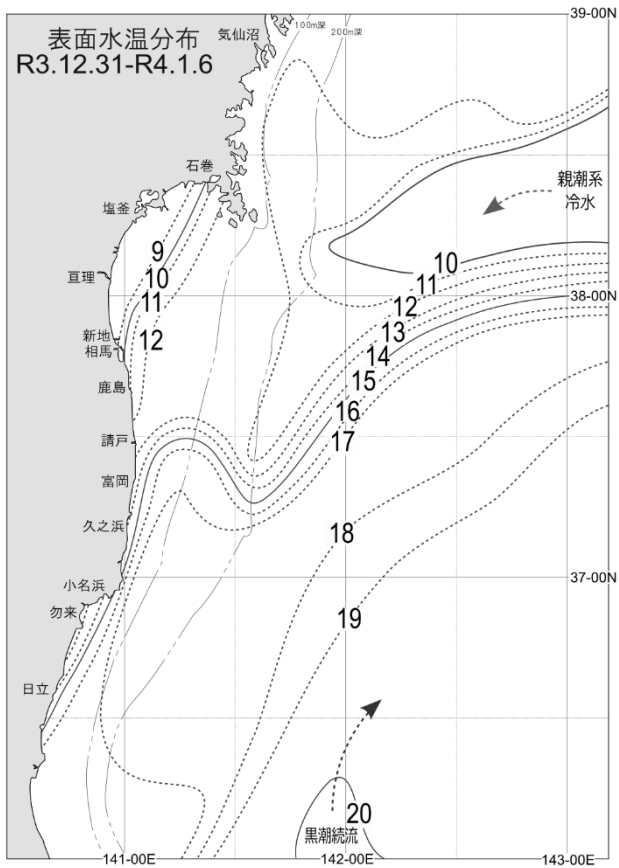 39-00N
表面水温分布
R3.12.31-R4.1.6
気仙沼
100m深
200m深
石巻
塩釜
親潮系
冷水
9
10
亘理
10
11
11
38-00N
12
12
新地
相馬
13
14
鹿島
15
16
請戸
17
富岡
久之浜
18
37-00N
小名浜
勿来
19
日立
20
黒潮続流
141-00E
142-00E
143-00E